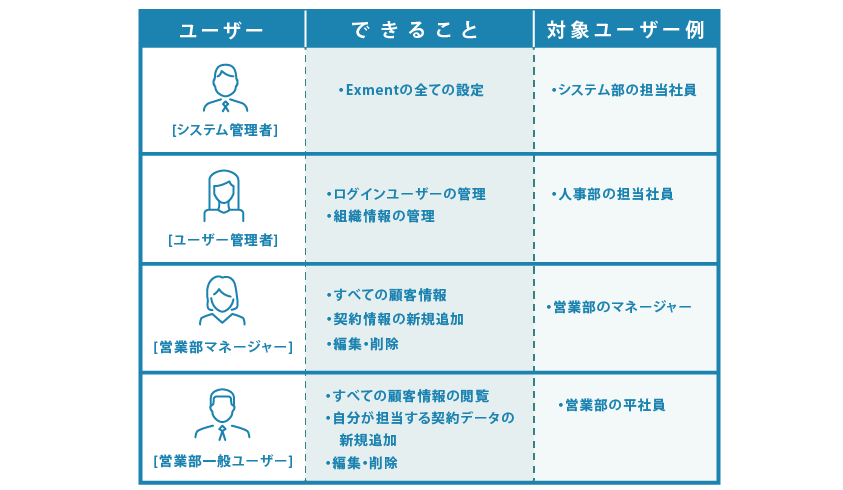 ユーザー
できること
対象ユーザー例
[システム管理者]
・Exmentの全ての設定
・システム部の担当社員
[ユーザー管理者]
・ログインユーザーの管理
・組織情報の管理
・人事部の担当社員
[営業部マネージャー]
・すべての顧客情報
・契約情報の新規追加
・編集・削除
・営業部のマネージャー
[営業部一般ユーザー]
・すべての顧客情報の閲覧
・自分が担当する契約データの
新規追加
・編集・削除
・営業部の平社員